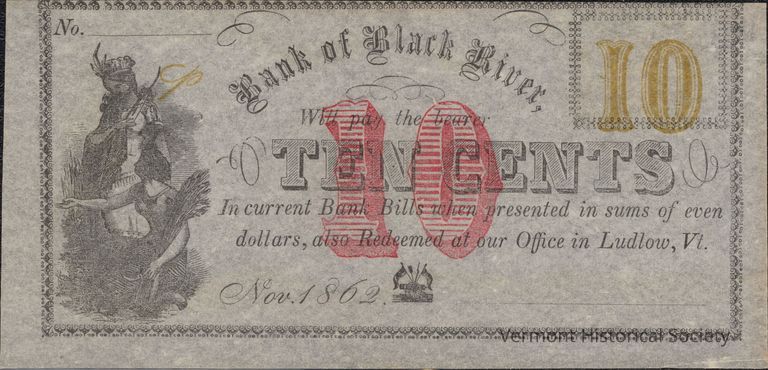 No.
10
Bank of Black River,
Will pay the bearer
10
TEN CENTS
In current Bank Bills when presented in sums of even
dollars, also Redeemed at our Office in Ludlow, Vt.
Nov. 1862.
Vermont Historical Society